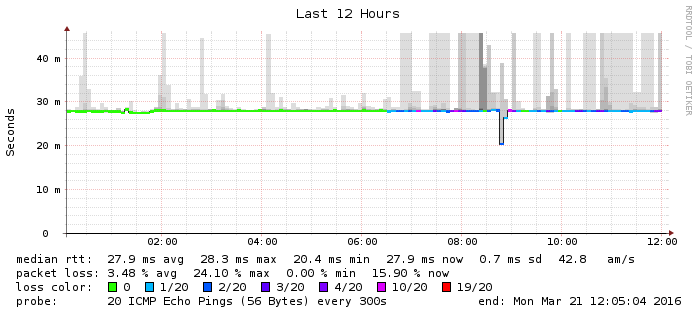 Last 12 Hours
RRDTOOL / TOBI OETIKER
Seconds
40 m
30 m
20 m
10 m
0
02:00 04:00 06:00 08:00 10:00 12:00
median rtt: 27.9 ms avg 28.3 ms max 20.4 ms min 27.9 ms now 0.7 ms sd 42.8 am/s
packet loss: 3.48 % avg 24.10 % max 0.00 % min 15.90 % now
loss color: 0 1/20 2/20 3/20 4/20 10/20 19/20
probe: 20 ICMP Echo Pings (56 Bytes) every 300s end: Mon Mar 21 12:05:04 2016